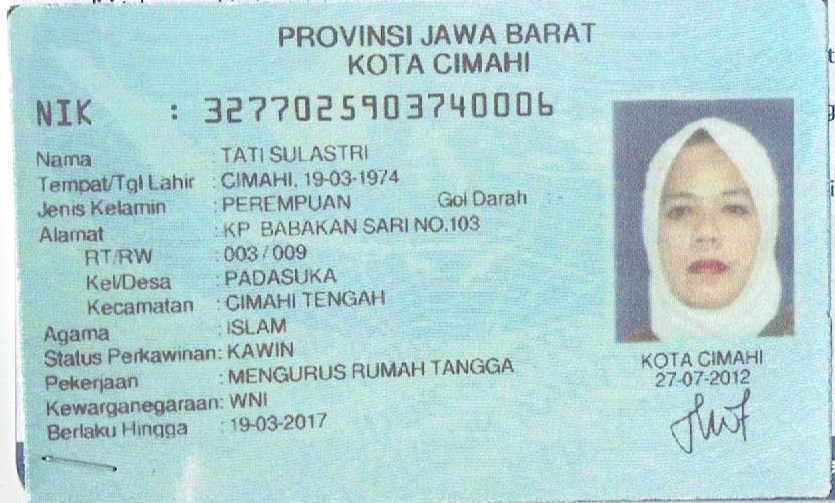 PROVINSI JAWA BARAT
KOTA CIMAHI
NIK : 3277025903740006
Nama : TATI SULASTRI
Tempat/Tgl Lahir : CIMAHI, 19-03-1974
Jenis Kelamin : PEREMPUAN Gol Darah
Alamat : KP BABAKAN SARI NO.103
RT/RW : 003 / 009
Kel/Desa : PADASUKA
Kecamatan : CIMAHI TENGAH
Agama : ISLAM
Status Perkawinan: KAWIN
Pekerjaan : MENGURUS RUMAH TANGGA
Kewarganegaraan: WNI
Berlaku Hingga : 19-03-2017
KOTA CIMAHI
27-07-2012